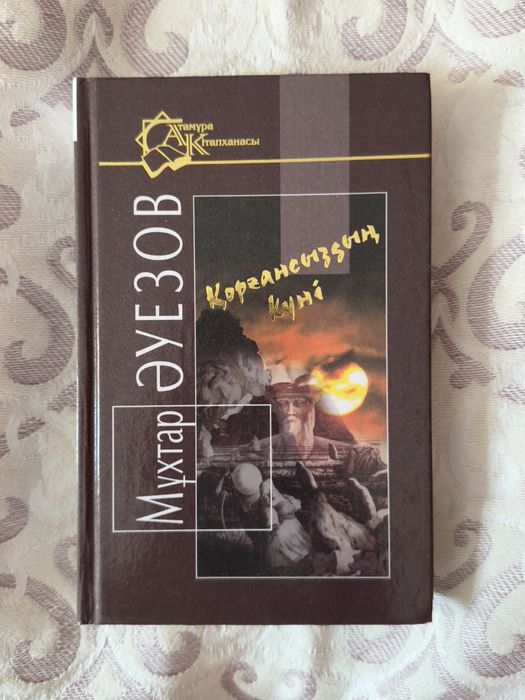 Атамұра
Кітапханасы
Мұхтар ӘУЕЗОВ
Қорғансыздың
күні